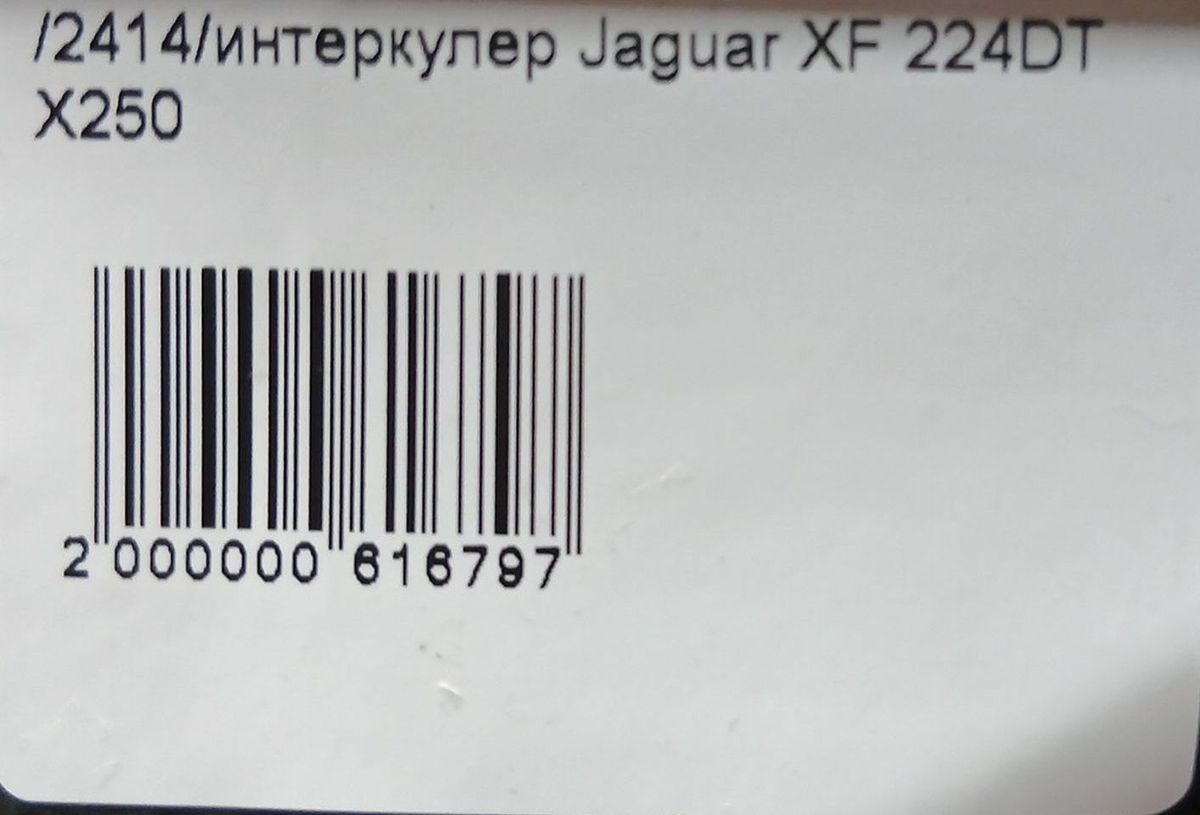 /2414/интеркулер Jaguar XF 224DT
X250
2 000000 616797